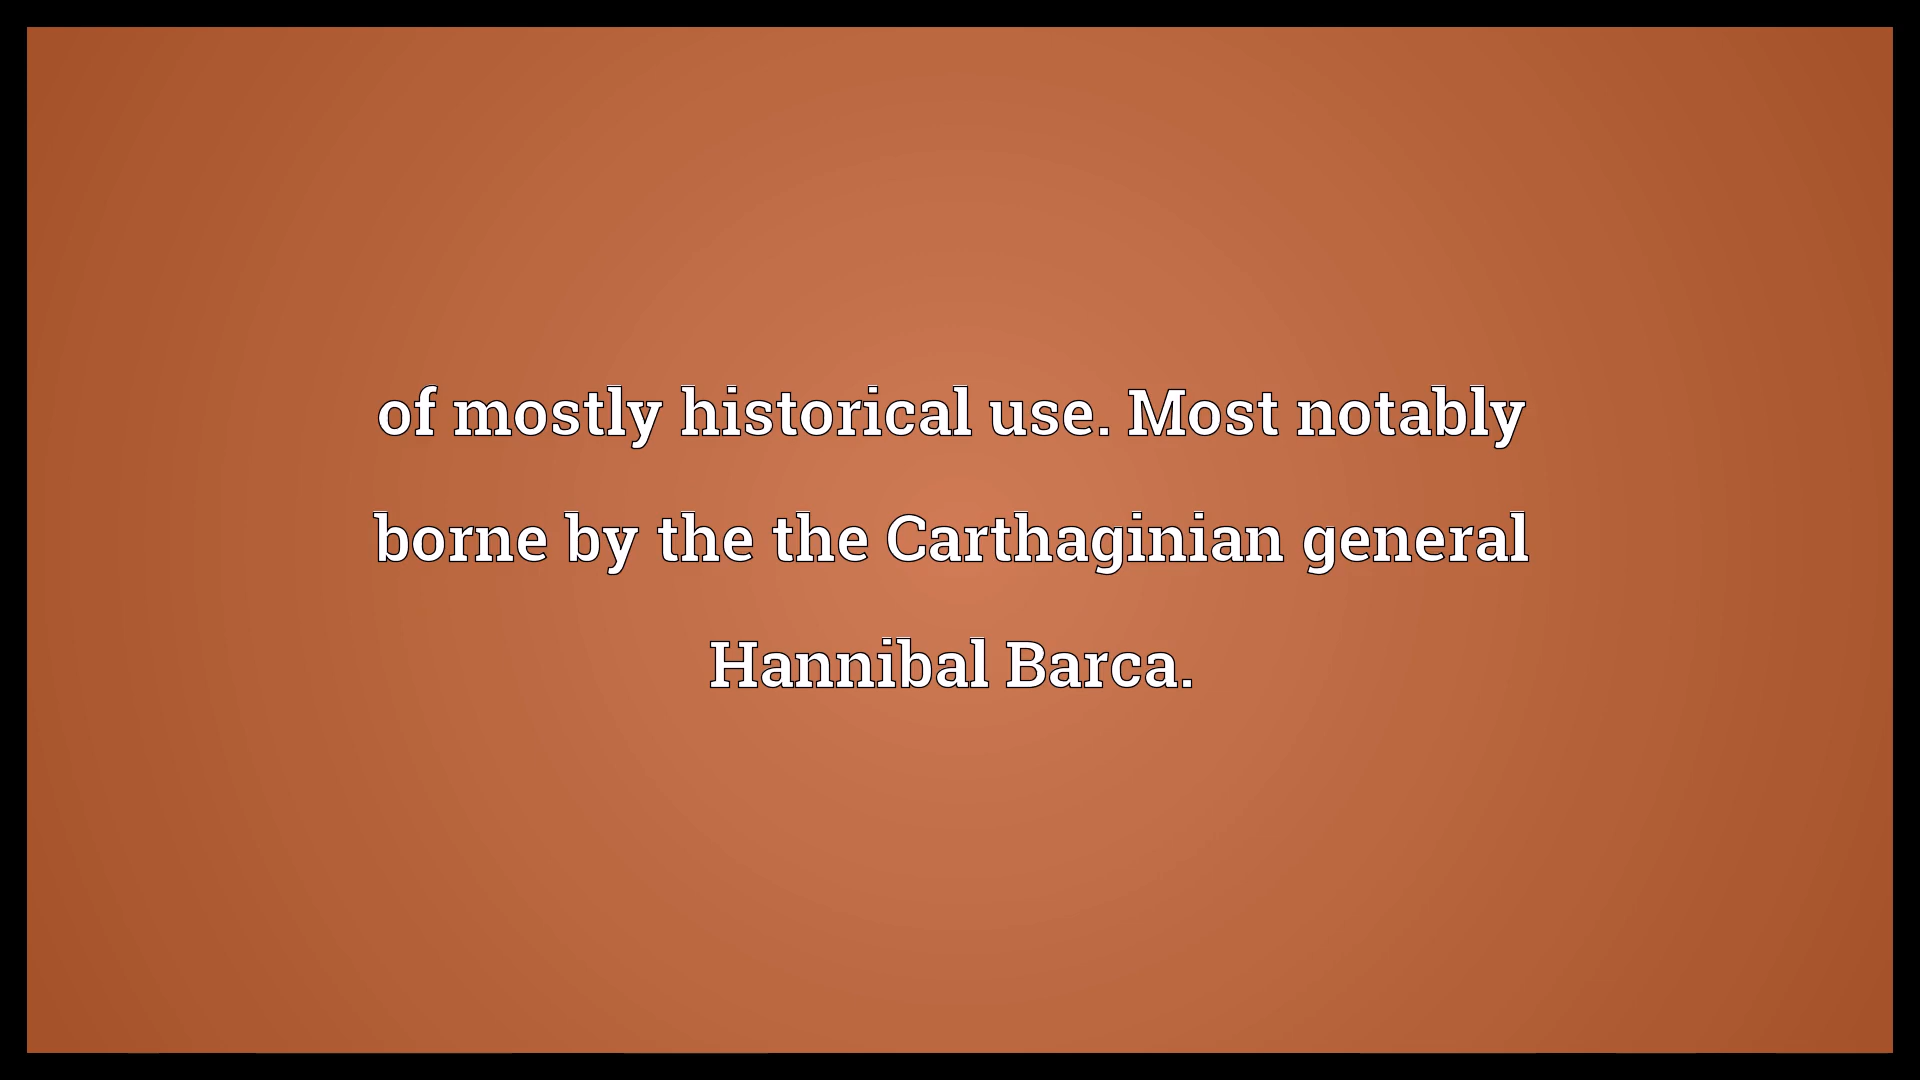 of mostly historical use. Most notably
borne by the the Carthaginian general
Hannibal Barca.